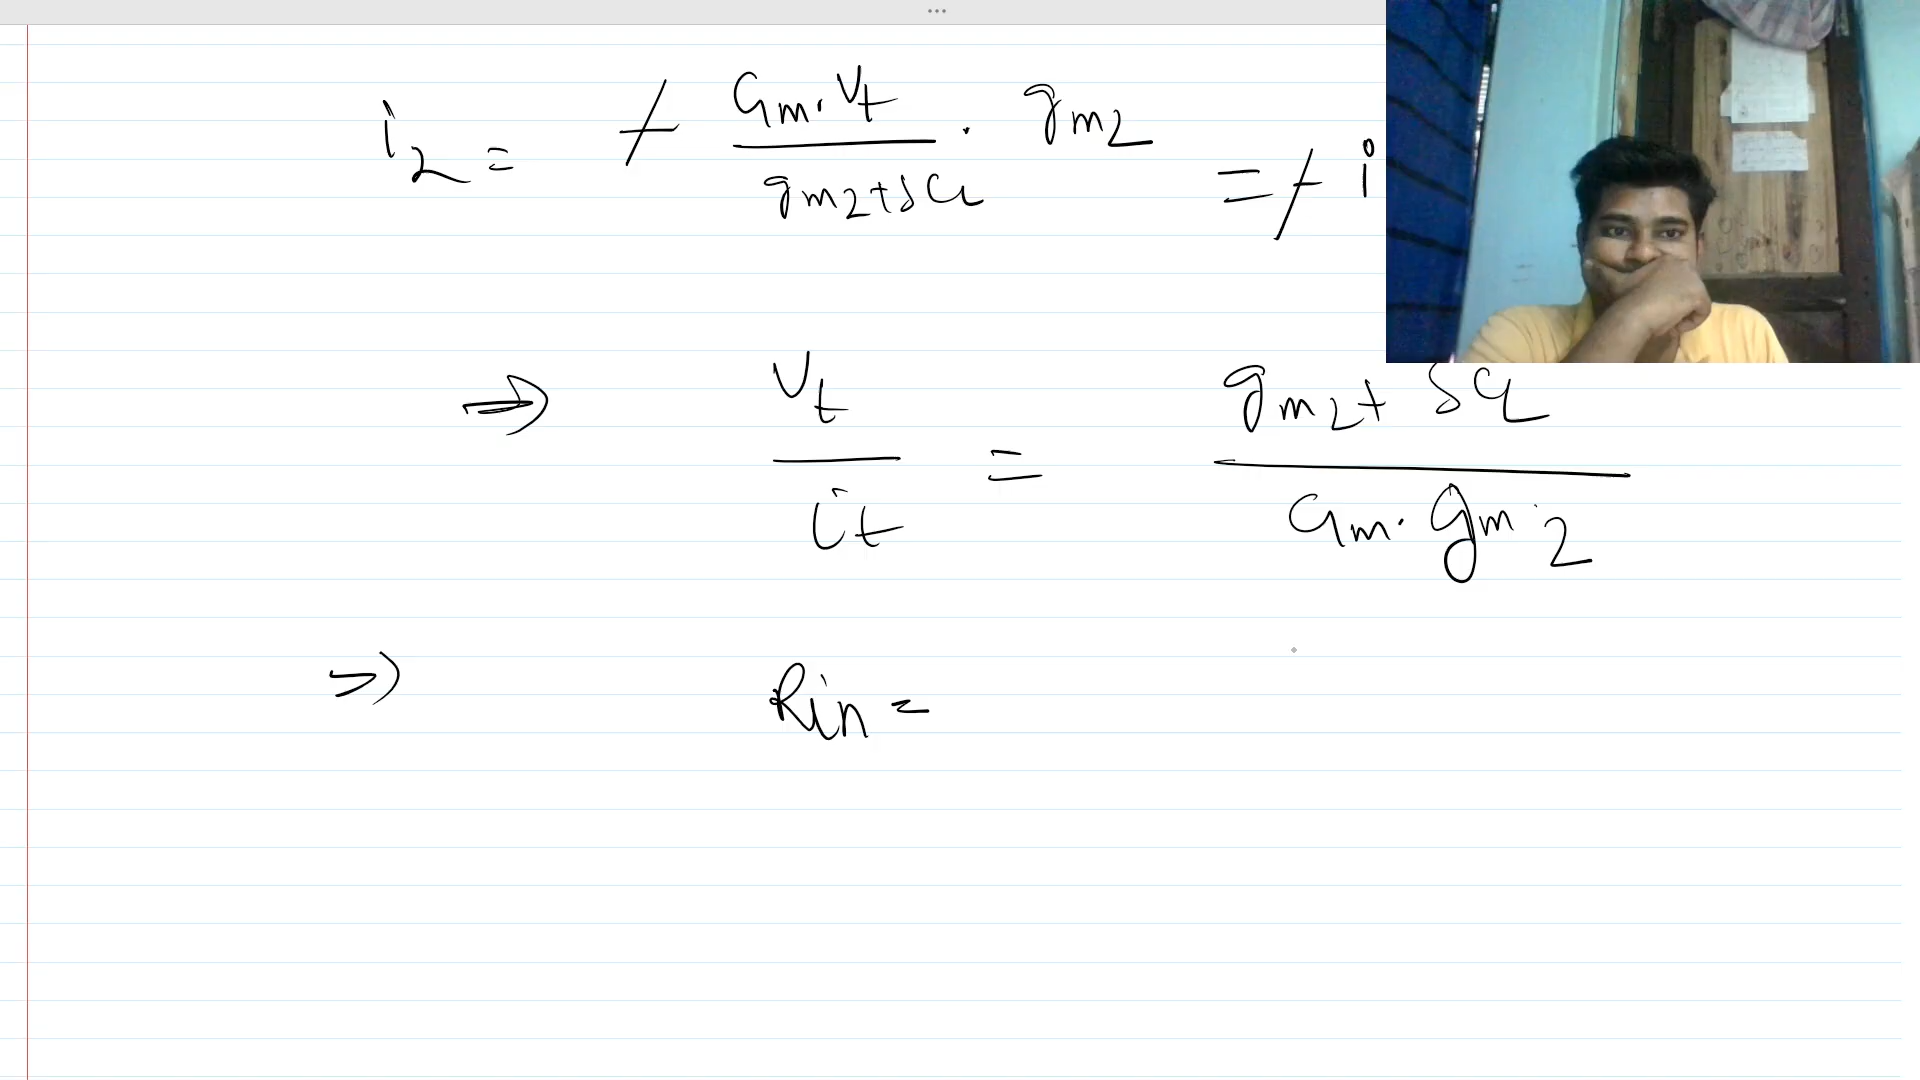 i2 = - Gm.Vt / gm2+sCL . gm2 = - i
⇒ Vt / it = gm2+ sCL / Gm.gm2
⇒ Rin =